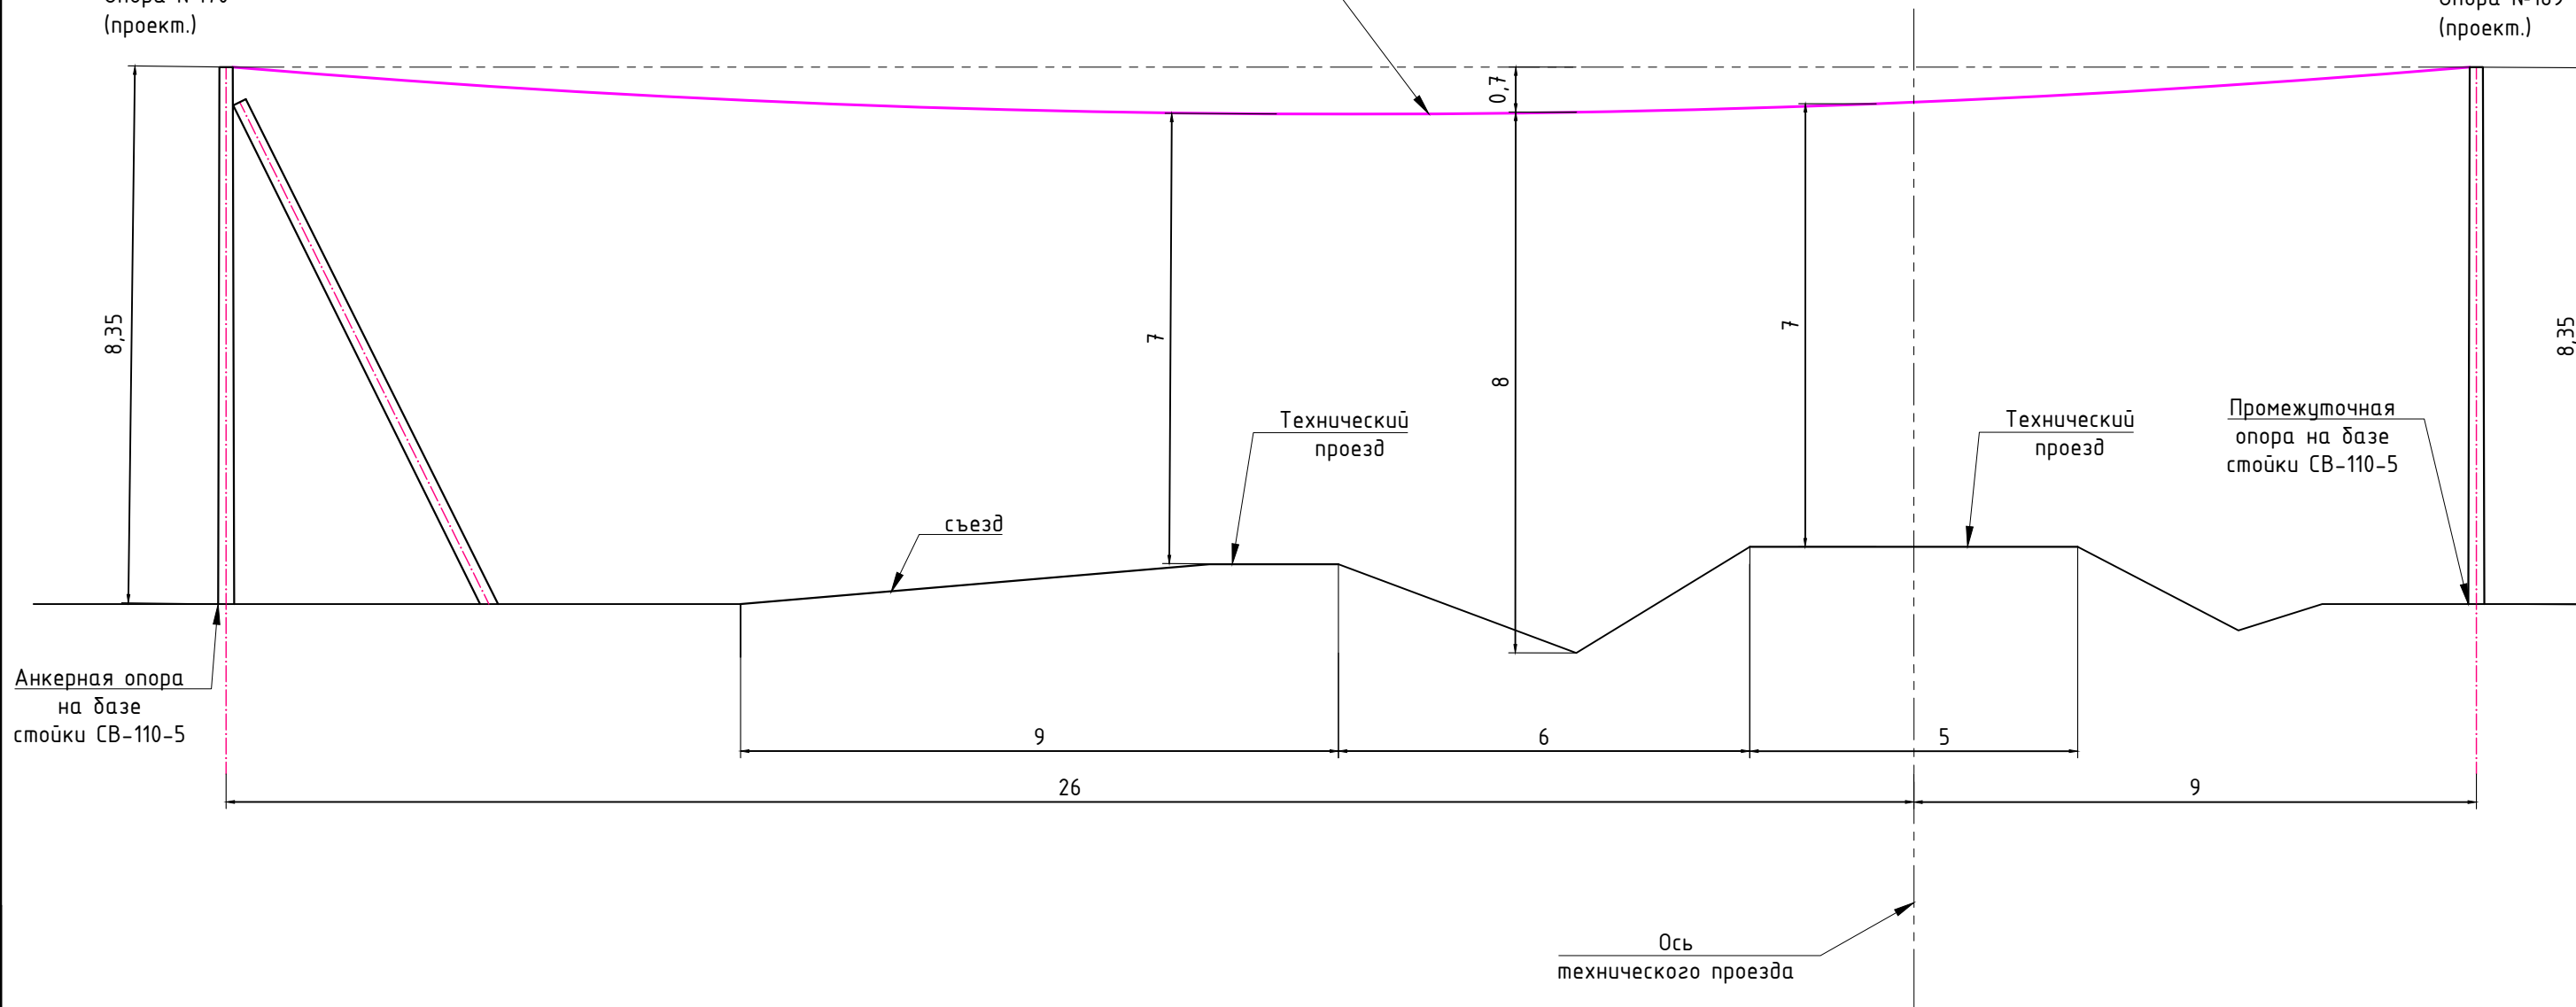 (проект.)
(проект.)
0,7
8,35
7
8
7
8,35
Технический
проезд
Технический
проезд
Промежуточная
опора на базе
стойки СВ-110-5
съезд
Анкерная опора
на базе
стойки СВ-110-5
9
6
5
26
9
Ось
технического проезда